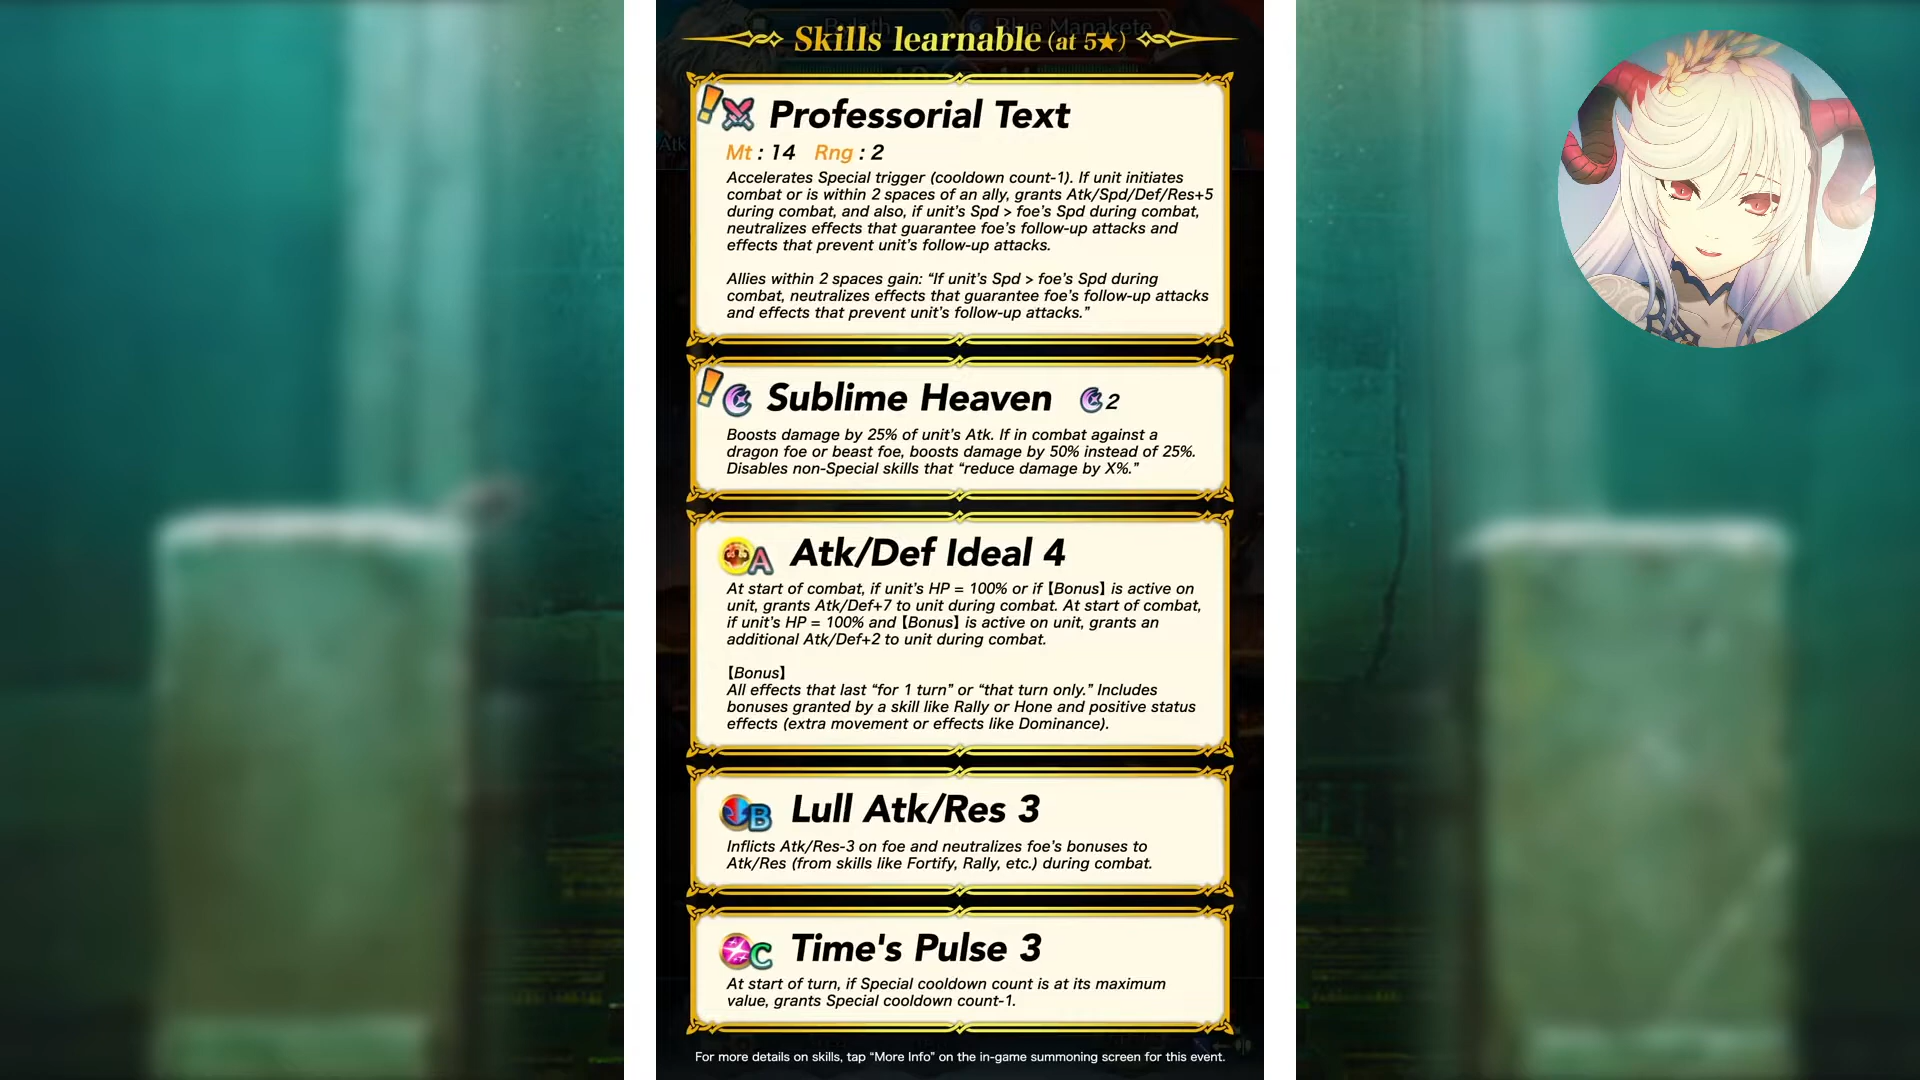 Skills learnable (at 5★)
Professorial Text
Mt : 14 Rng : 2
Accelerates Special trigger (cooldown count-1). If unit initiates
combat or is within 2 spaces of an ally, grants Atk/Spd/Def/Res+5
during combat, and also, if unit's Spd > foe's Spd during combat,
neutralizes effects that guarantee foe's follow-up attacks and
effects that prevent unit's follow-up attacks.
Allies within 2 spaces gain: “If unit's Spd > foe's Spd during
combat, neutralizes effects that guarantee foe's follow-up attacks
and effects that prevent unit's follow-up attacks.”
Sublime Heaven 2
Boosts damage by 25% of unit's Atk. If in combat against a
dragon foe or beast foe, boosts damage by 50% instead of 25%.
Disables non-Special skills that “reduce damage by X%.”
A Atk/Def Ideal 4
At start of combat, if unit's HP = 100% or if【Bonus】is active on
unit, grants Atk/Def+7 to unit during combat. At start of combat,
if unit's HP = 100% and【Bonus】is active on unit, grants an
additional Atk/Def+2 to unit during combat.
【Bonus】
All effects that last “for 1 turn” or “that turn only.” Includes
bonuses granted by a skill like Rally or Hone and positive status
effects (extra movement or effects like Dominance).
B Lull Atk/Res 3
Inflicts Atk/Res-3 on foe and neutralizes foe's bonuses to
Atk/Res (from skills like Fortify, Rally, etc.) during combat.
C Time's Pulse 3
At start of turn, if Special cooldown count is at its maximum
value, grants Special cooldown count-1.
For more details on skills, tap “More Info” on the in-game summoning screen for this event.